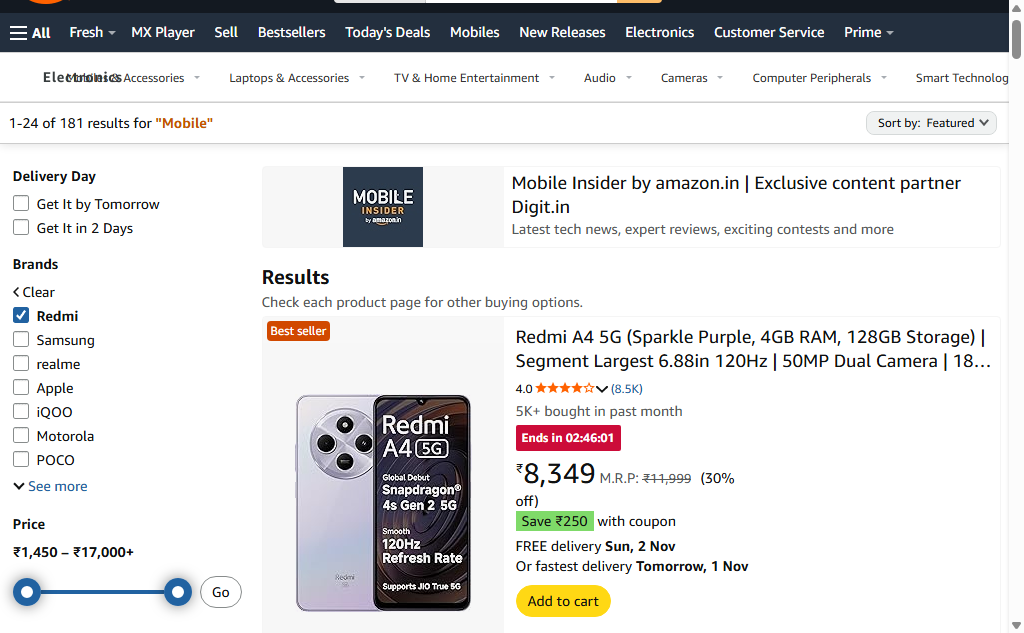 All Fresh MX Player Sell Bestsellers Today's Deals Mobiles New Releases Electronics Customer Service Prime
Electronics Mobiles & Accessories Laptops & Accessories TV & Home Entertainment Audio Cameras Computer Peripherals Smart Technolog
1-24 of 181 results for "Mobile"
Sort by: Featured
Delivery Day
Get It by Tomorrow
Get It in 2 Days
Brands
Clear
Redmi
Samsung
realme
Apple
iQOO
Motorola
POCO
See more
Price
₹1,450 – ₹17,000+
Go
MOBILE
INSIDER
by amazon.in
Mobile Insider by amazon.in | Exclusive content partner
Digit.in
Latest tech news, expert reviews, exciting contests and more
Results
Check each product page for other buying options.
Best seller
Redmi
A4 5G
Global Debut
Snapdragon®
4s Gen 2 5G
Smooth
120Hz
Refresh Rate
Supports JIO True 5G
Redmi
5G
Redmi A4 5G (Sparkle Purple, 4GB RAM, 128GB Storage) |
Segment Largest 6.88in 120Hz | 50MP Dual Camera | 18...
4.0 (8.5K)
5K+ bought in past month
Ends in 02:46:01
₹8,349 M.R.P: ₹11,999 (30%
off)
Save ₹250 with coupon
FREE delivery Sun, 2 Nov
Or fastest delivery Tomorrow, 1 Nov
Add to cart